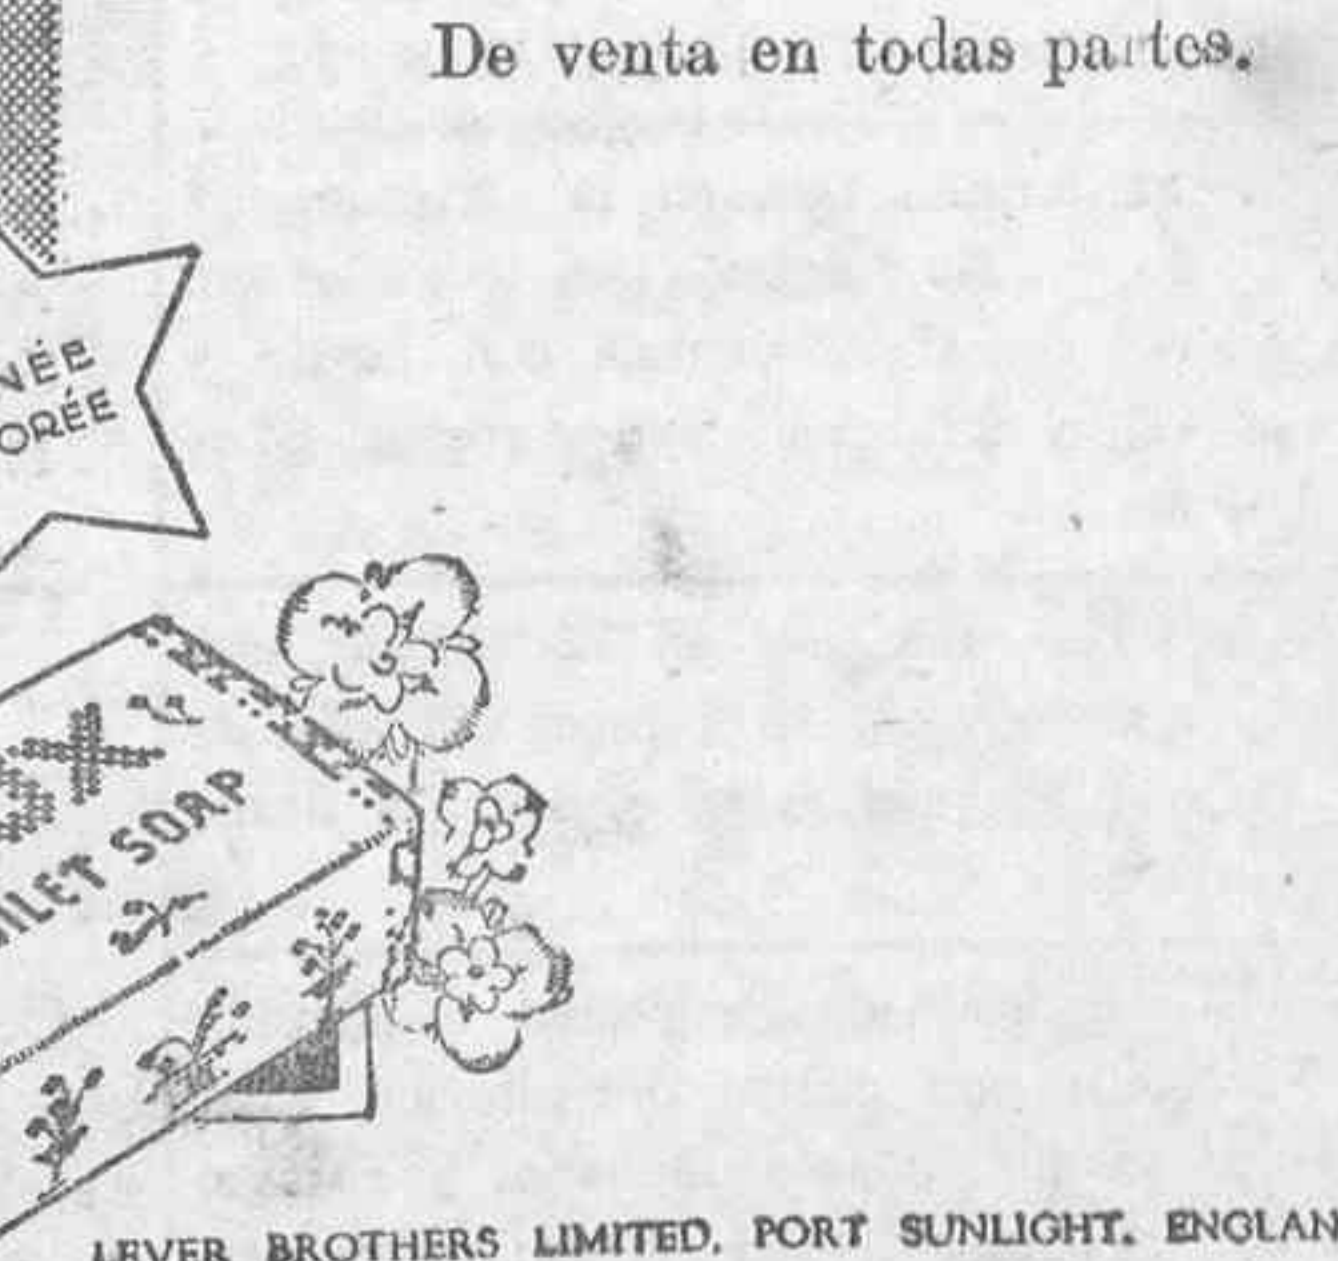 De venta en todas partes.
NÉE
ORÉE
X
ILET SOAP
LEVER BROTHERS LIMITED, PORT SUNLIGHT. ENGLAN